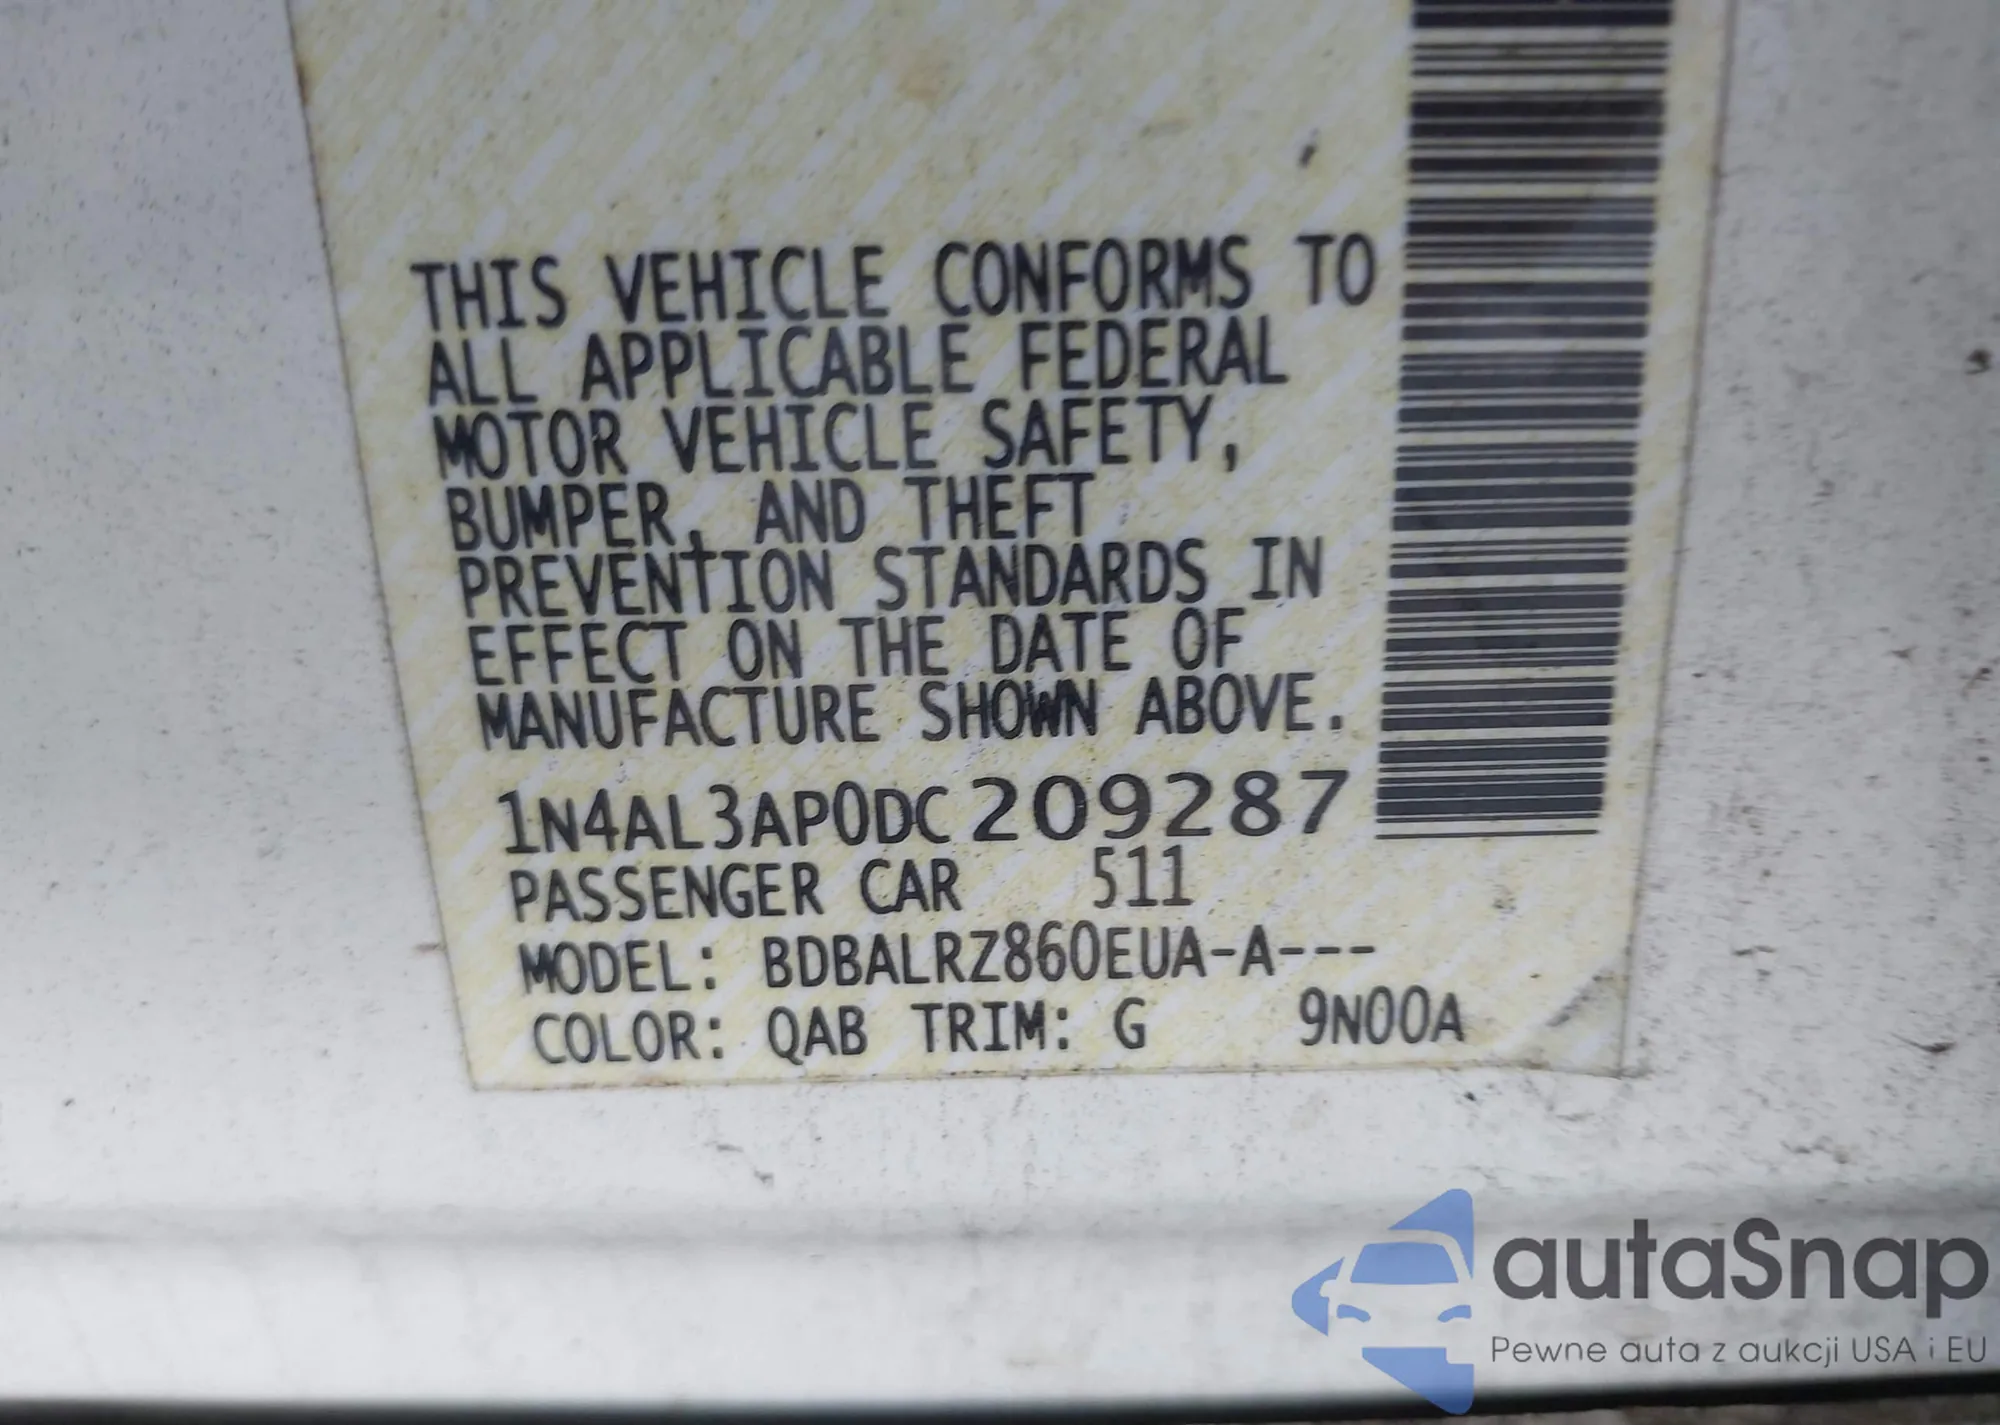 THIS VEHICLE CONFORMS TO
ALL APPLICABLE FEDERAL
MOTOR VEHICLE SAFETY,
BUMPER, AND THEFT
PREVENTION STANDARDS IN
EFFECT ON THE DATE OF
MANUFACTURE SHOWN ABOVE.
1N4AL3AP0DC209287
PASSENGER CAR 511
MODEL: BDBALRZ860EUA-A---
COLOR: QAB TRIM: G 9N00A
autaSnap
Pewne auta z aukcji USA i EU